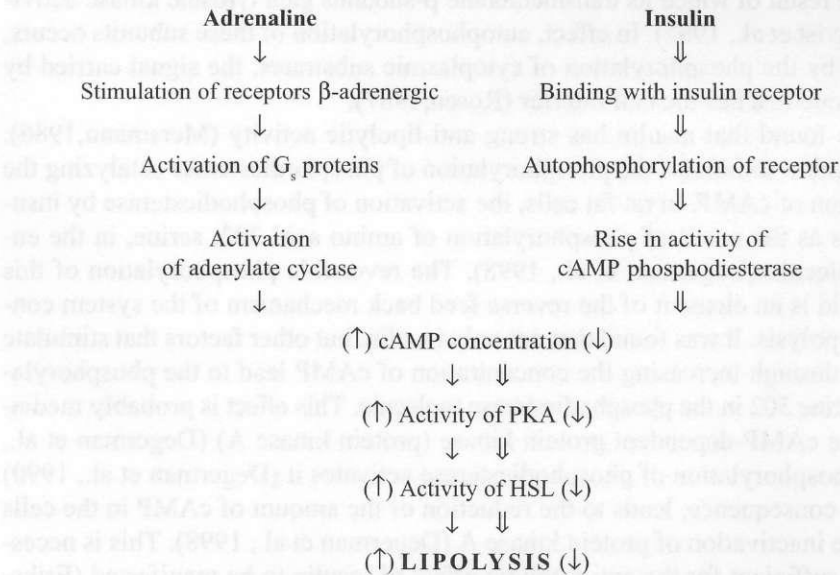 Adrenaline Insulin
↓ ⇓
Stimulation of receptors β-adrenergic Binding with insulin receptor
↓ ⇓
Activation of Gs proteins Autophosphorylation of receptor
↓ ⇓
Activation Rise in activity of
of adenylate cyclase cAMP phosphodiesterase
↓ ⇓
(↑) cAMP concentration (↓)
↓ ⇓
(↑) Activity of PKA (↓)
↓ ⇓
(↑) Activity of HSL (↓)
↓ ⇓
(↑) LIPOLYSIS (↓)